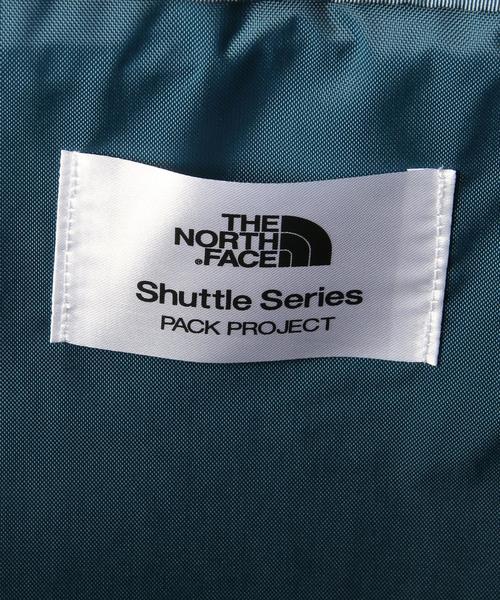 THE
NORTH
®FACE
Shuttle Series
PACK PROJECT